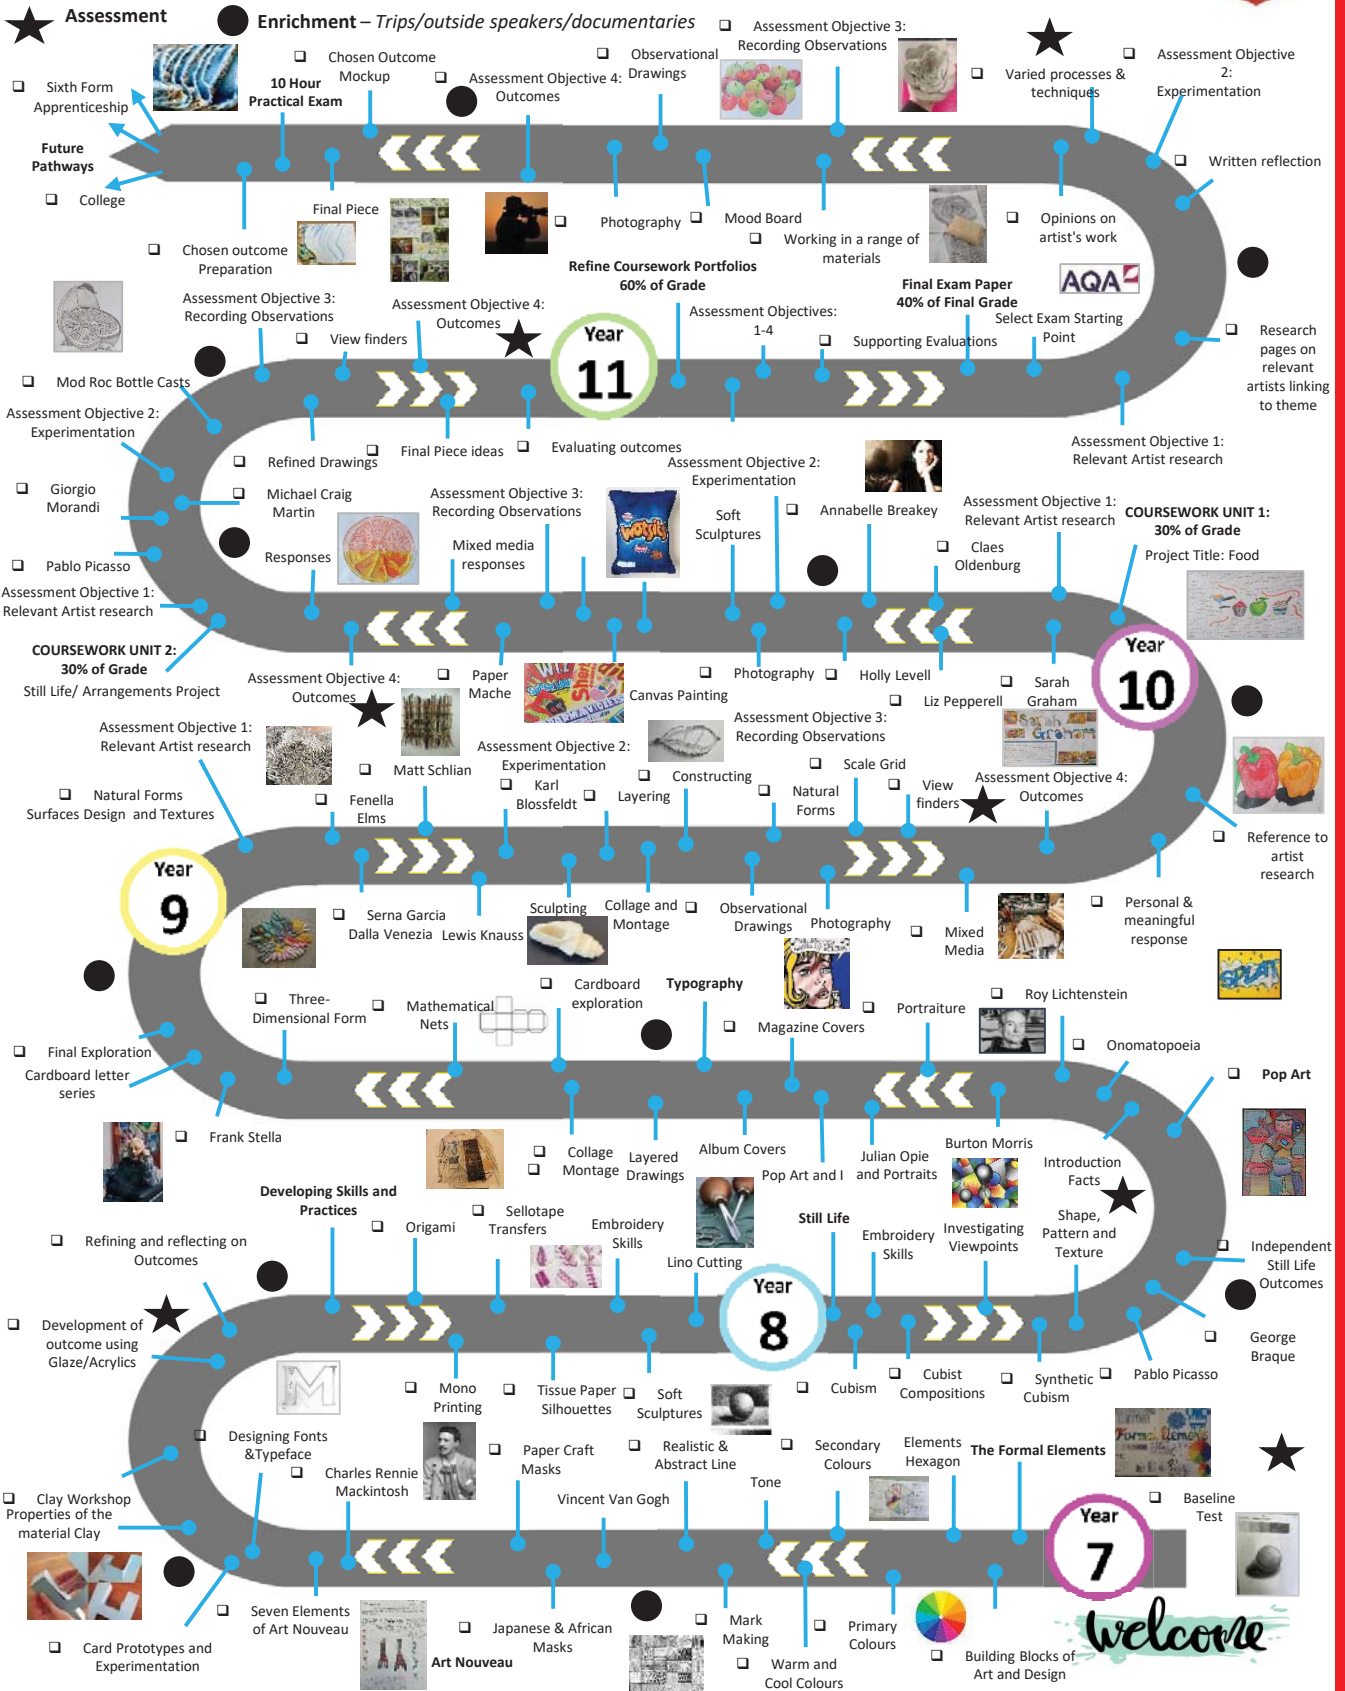 Assessment
Enrichment – Trips/outside speakers/documentaries
❑ Sixth Form
Apprenticeship
Future
Pathways
❑ College
10 Hour
Practical Exam
❑ Chosen Outcome
Mockup
❑ Assessment Objective 4:
Outcomes
❑ Observational
Drawings
❑ Assessment Objective 3:
Recording Observations
❑ Varied processes &
techniques
❑ Assessment Objective
2:
Experimentation
❑ Written reflection
❑ Chosen outcome
Preparation
Final Piece
❑ Photography
❑ Mood Board
❑ Working in a range of
materials
❑ Opinions on
artist's work
AQA
❑ Research
pages on
relevant
artists linking
to theme
Assessment Objective 3:
Recording Observations
❑ View finders
Assessment Objective 4:
Outcomes
Year
11
Refine Coursework Portfolios
60% of Grade
Assessment Objectives:
1-4
❑ Supporting Evaluations
Final Exam Paper
40% of Final Grade
Select Exam Starting
Point
Assessment Objective 1:
Relevant Artist research
❑ Mod Roc Bottle Casts
Assessment Objective 2:
Experimentation
❑ Giorgio
Morandi
❑ Pablo Picasso
Assessment Objective 1:
Relevant Artist research
COURSEWORK UNIT 2:
30% of Grade
Still Life/ Arrangements Project
❑ Refined Drawings
❑ Final Piece ideas
❑ Evaluating outcomes
❑ Michael Craig
Martin
Responses
Assessment Objective 3:
Recording Observations
Mixed media
responses
wotsits
Assessment Objective 2:
Experimentation
Soft
Sculptures
❑ Annabelle Breakey
❑ Claes
Oldenburg
Assessment Objective 1:
Relevant Artist research
COURSEWORK UNIT 1:
30% of Grade
Project Title: Food
Year
10
Assessment Objective 4:
Outcomes
❑ Paper
Mache
Canvas Painting
❑ Photography
❑ Holly Levell
❑ Liz Pepperell
❑ Sarah
Graham
Sarah
Graham
Assessment Objective 1:
Relevant Artist research
❑ Natural Forms
Surfaces Design and Textures
❑ Fenella
Elms
❑ Matt Schlian
Assessment Objective 2:
Experimentation
❑ Karl
Blossfeldt
❑ Layering
❑ Constructing
Assessment Objective 3:
Recording Observations
❑ Natural
Forms
❑ Scale Grid
❑ View
finders
Assessment Objective 4:
Outcomes
❑ Reference to
artist
research
❑ Personal &
meaningful
response
Year
9
❑ Serna Garcia
Dalla Venezia
Lewis Knauss
Sculpting
Collage and
Montage
❑ Observational
Drawings
Photography
❑ Mixed
Media
SPLAT
❑ Three-
Dimensional Form
❑ Mathematical
Nets
❑ Cardboard
exploration
Typography
❑ Magazine Covers
❑ Portraiture
❑ Roy Lichtenstein
❑ Onomatopoeia
❑ Pop Art
❑ Final Exploration
Cardboard letter
series
❑ Frank Stella
❑ Collage
❑ Montage
Layered
Drawings
Album Covers
Pop Art and I
Julian Opie
and Portraits
Burton Morris
Introduction
Facts
Developing Skills and
Practices
❑ Origami
❑ Sellotape
Transfers
Embroidery
Skills
Lino Cutting
Still Life
Embroidery
Skills
Investigating
Viewpoints
Shape,
Pattern and
Texture
❑ Independent
Still Life
Outcomes
❑ George
Braque
❑ Refining and reflecting on
Outcomes
❑ Development of
outcome using
Glaze/Acrylics
Year
8
❑ Mono
Printing
❑ Tissue Paper
Silhouettes
❑ Soft
Sculptures
❑ Cubism
❑ Cubist
Compositions
❑ Synthetic
Cubism
❑ Pablo Picasso
M
❑ Designing Fonts
&Typeface
❑ Charles Rennie
Mackintosh
❑ Paper Craft
Masks
Vincent Van Gogh
❑ Realistic &
Abstract Line
Tone
❑ Secondary
Colours
Elements
Hexagon
The Formal Elements
❑ Baseline
Test
Year
7
❑ Clay Workshop
Properties of the
material Clay
❑ Card Prototypes and
Experimentation
❑ Seven Elements
of Art Nouveau
Art Nouveau
❑ Japanese & African
Masks
❑ Mark
Making
❑ Warm and
Cool Colours
❑ Primary
Colours
❑ Building Blocks of
Art and Design
welcome